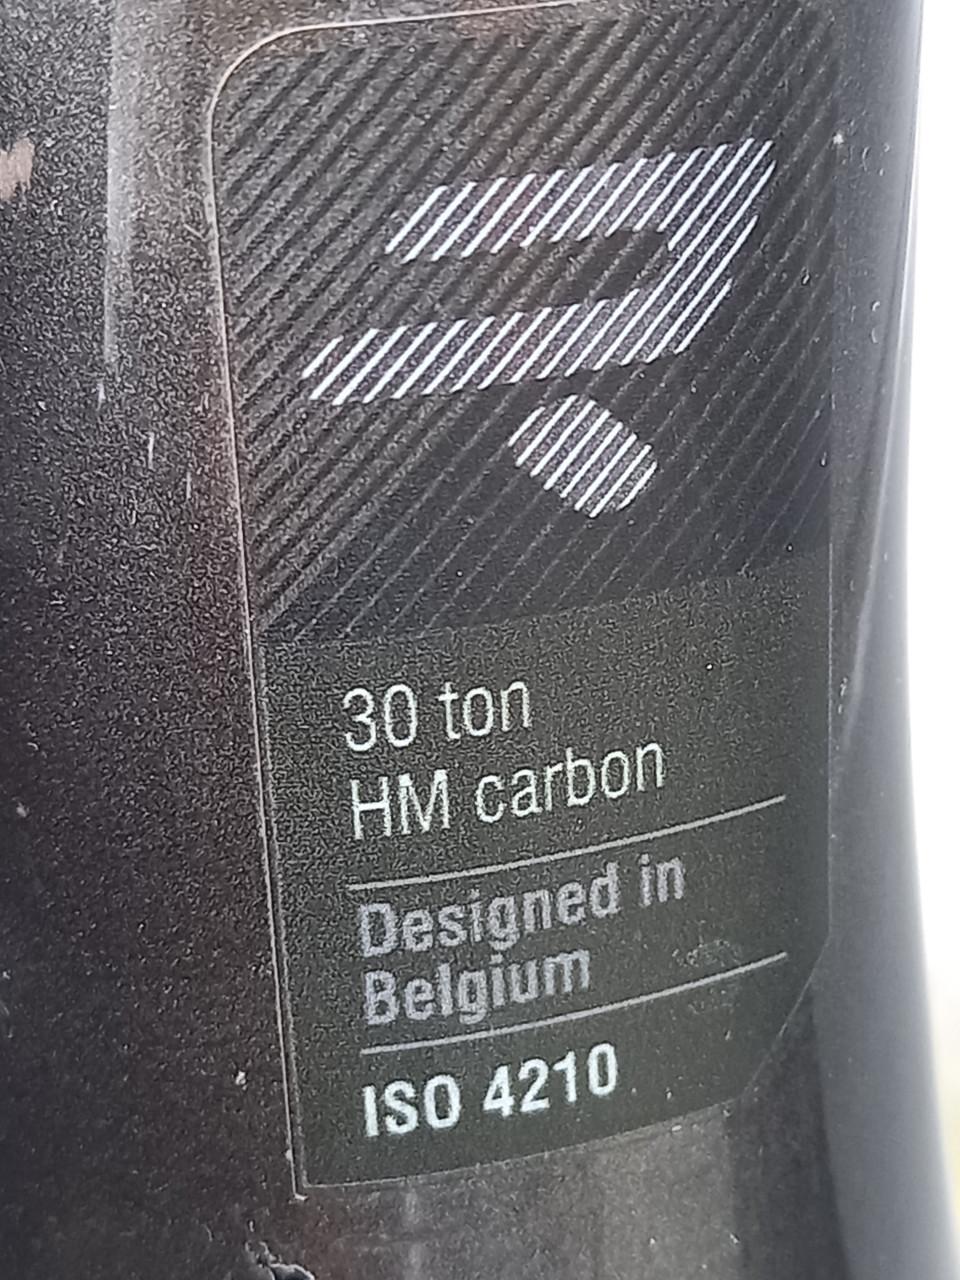 30 ton
HM carbon
Designed in
Belgium
ISO 4210